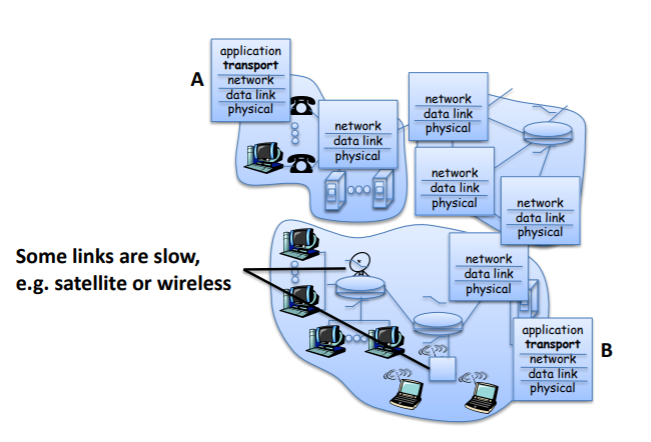 application
transport
network
data link
physical
A
network
data link
physical
network
data link
physical
network
data link
physical
network
data link
physical
Some links are slow,
e.g. satellite or wireless
network
data link
physical
application
transport
network
data link
physical
B